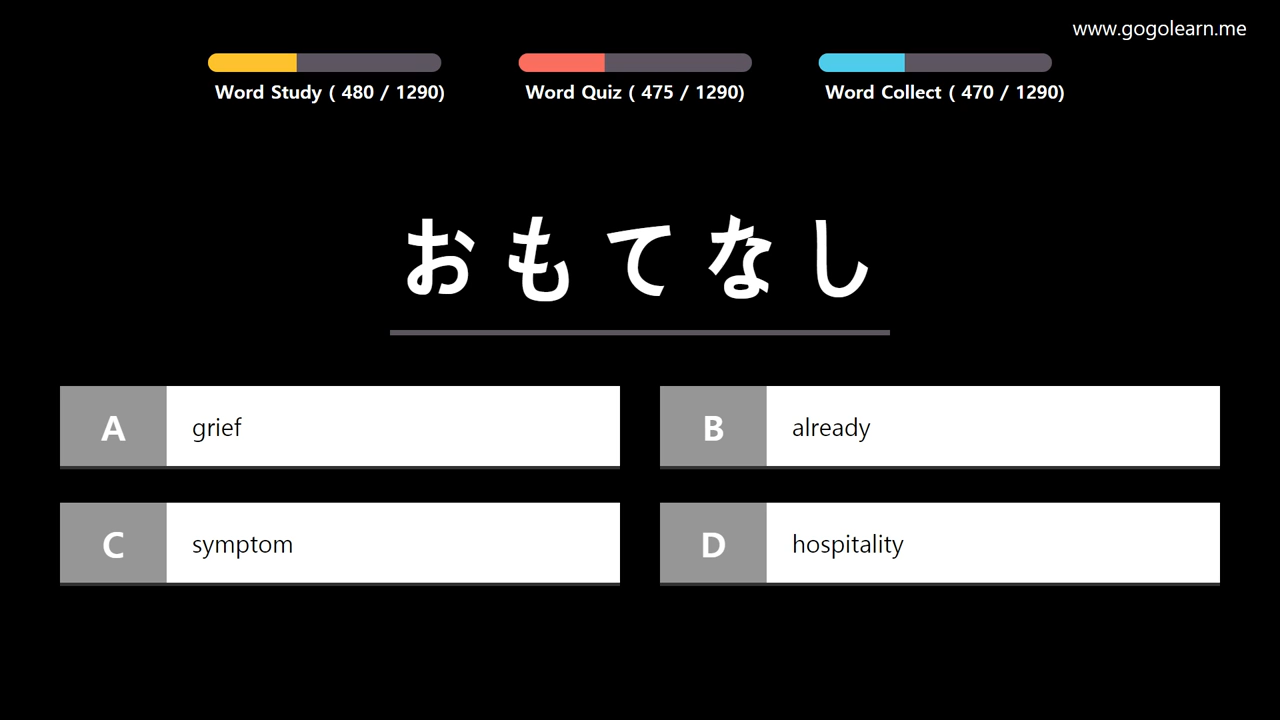 www.gogolearn.me
Word Study ( 480 / 1290)
Word Quiz ( 475 / 1290)
Word Collect ( 470 / 1290)
おもてなし
A grief
B already
C symptom
D hospitality